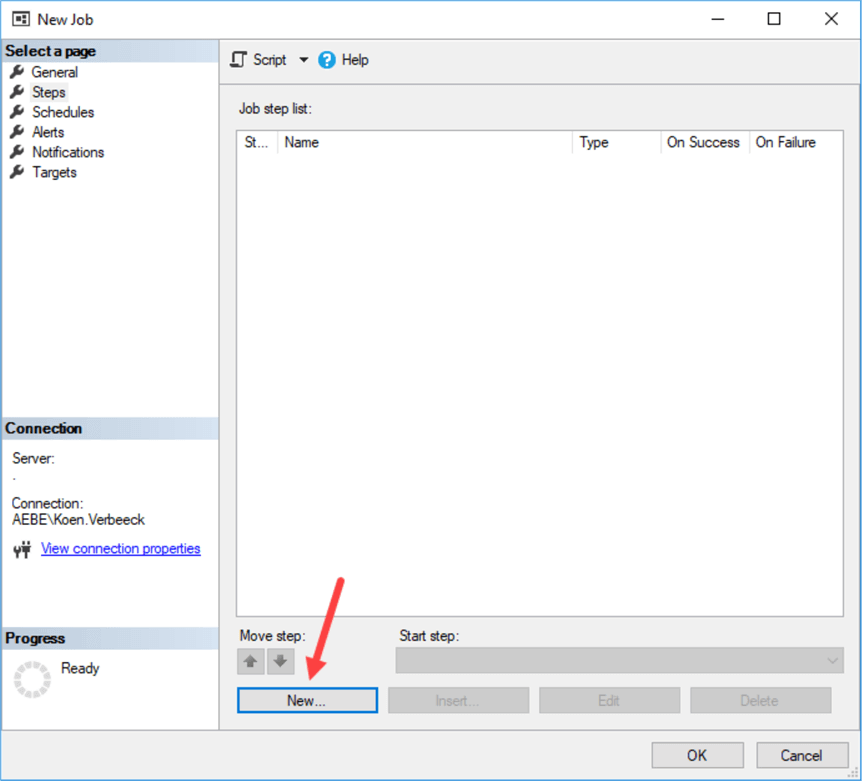 New Job
Select a page
General
Steps
Schedules
Alerts
Notifications
Targets
Connection
Server:
.
Connection:
AEBE\Koen.Verbeeck
View connection properties
Progress
Ready
Script Help
Job step list:
St... Name Type On Success On Failure
Move step: Start step:
New... Insert... Edit Delete
OK Cancel